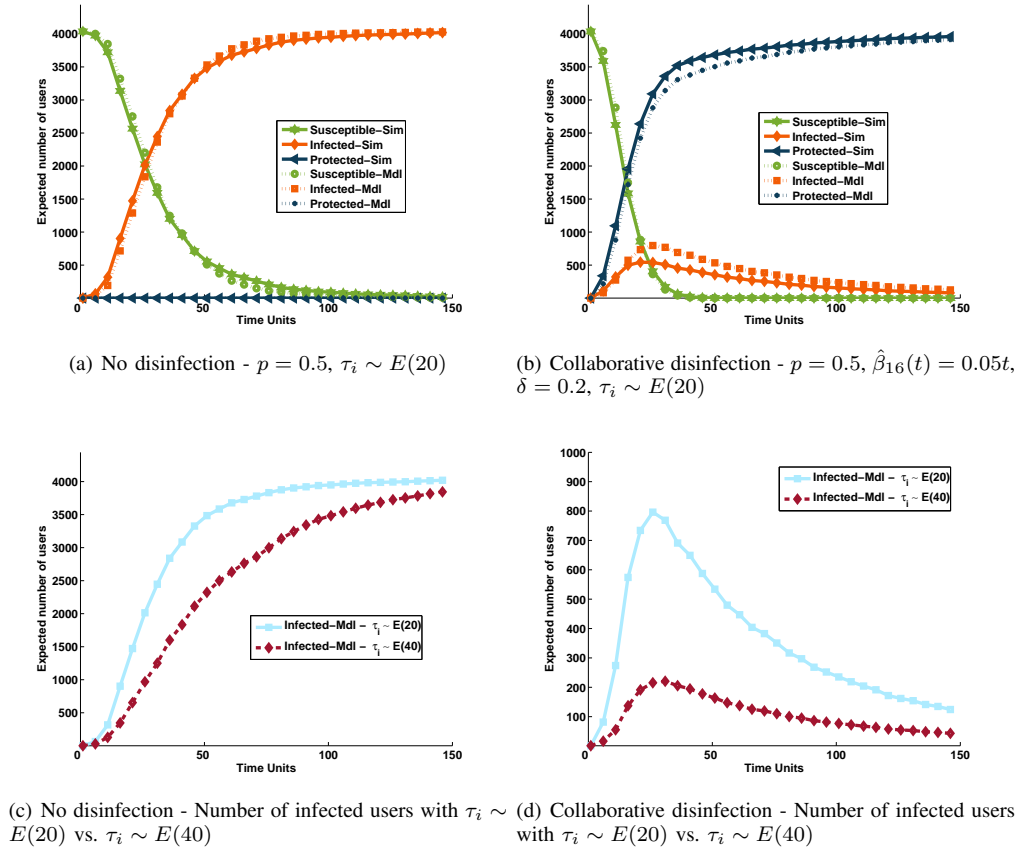 Expected number of users
4000
3500
3000
2500
2000
1500
1000
500
0
50
100
150
Time Units
Susceptible−Sim
Infected−Sim
Protected−Sim
Susceptible−Mdl
Infected−Mdl
Protected−Mdl
(a) No disinfection - p = 0.5, τi ∼ E(20)
Expected number of users
4000
3500
3000
2500
2000
1500
1000
500
0
50
100
150
Time Units
Susceptible−Sim
Infected−Sim
Protected−Sim
Susceptible−Mdl
Infected−Mdl
Protected−Mdl
(b) Collaborative disinfection - p = 0.5, β̂16(t) = 0.05t,
δ = 0.2, τi ∼ E(20)
Expected number of users
4000
3500
3000
2500
2000
1500
1000
500
0
50
100
150
Time Units
Infected−Mdl − τi ~ E(20)
Infected−Mdl − τi ~ E(40)
(c) No disinfection - Number of infected users with τi ∼
E(20) vs. τi ∼ E(40)
Expected number of users
1000
900
800
700
600
500
400
300
200
100
0
50
100
150
Time Units
Infected−Mdl − τi ~ E(20)
Infected−Mdl − τi ~ E(40)
(d) Collaborative disinfection - Number of infected users
with τi ∼ E(20) vs. τi ∼ E(40)